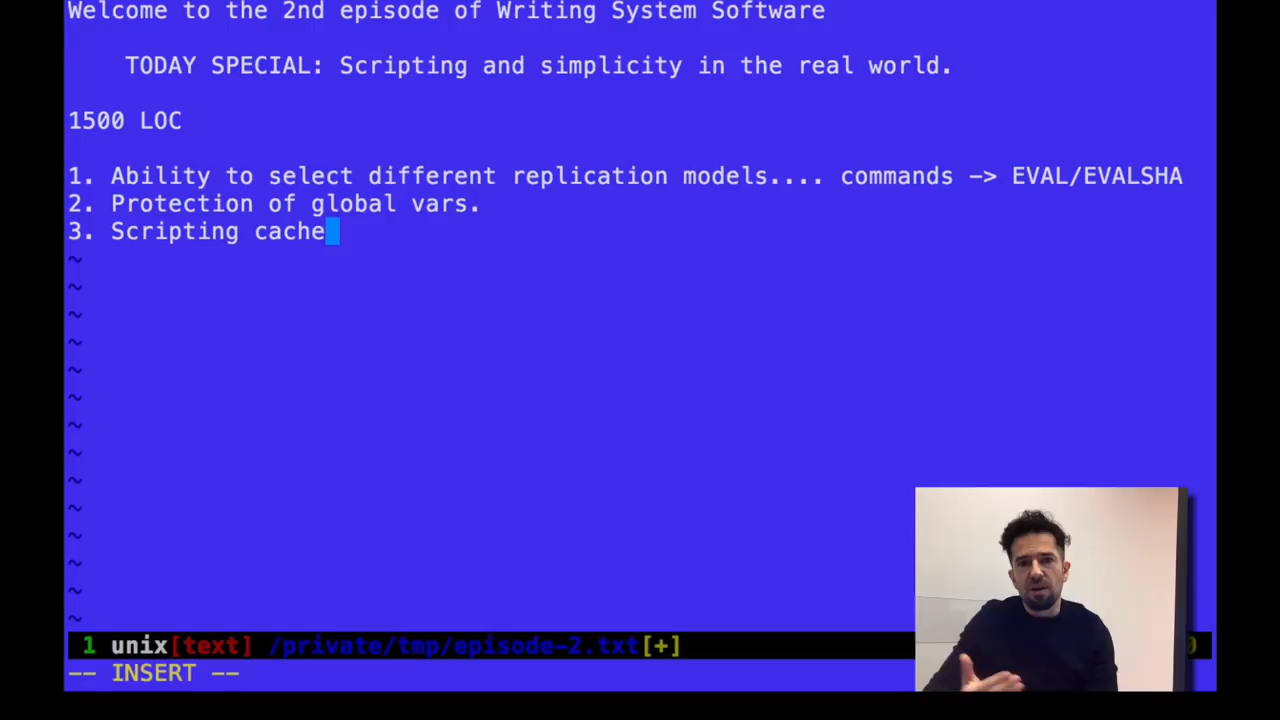 Welcome to the 2nd episode of Writing System Software
TODAY SPECIAL: Scripting and simplicity in the real world.
1500 LOC
1. Ability to select different replication models.... commands -> EVAL/EVALSHA
2. Protection of global vars.
3. Scripting cache
~
~
~
~
~
~
~
~
~
~
~
~
~
~
1 unix[text] /private/tmp/episode-2.txt[+]
-- INSERT --